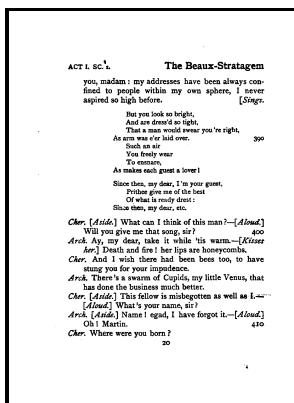 ACT I. SC. 1. The Beaux-Stratagem
you, madam : my addresses have been always con-
fined to people within my own sphere, I never
aspired so high before. [Sings.
But you look so bright,
And are dress'd so tight,
That a man would swear you're right,
As arm was e'er laid over. 390
Such an air
You freely wear
To ensnare,
As makes each guest a lover !
Since then, my dear, I'm your guest,
Prithee give me of the best
Of what is ready drest :
Since then, my dear, etc.
Cher. [Aside.] What can I think of this man?—[Aloud.]
Will you give me that song, sir? 400
Arch. Ay, my dear, take it while 'tis warm.—[Kisses
her.] Death and fire ! her lips are honeycombs.
Cher. And I wish there had been bees too, to have
stung you for your impudence.
Arch. There's a swarm of Cupids, my little Venus, that
has done the business much better.
Cher. [Aside.] This fellow is misbegotten as well as I.—
[Aloud.] What's your name, sir?
Arch. [Aside.] Name ! egad, I have forgot it.—[Aloud.]
Oh ! Martin. 410
Cher. Where were you born ?
20